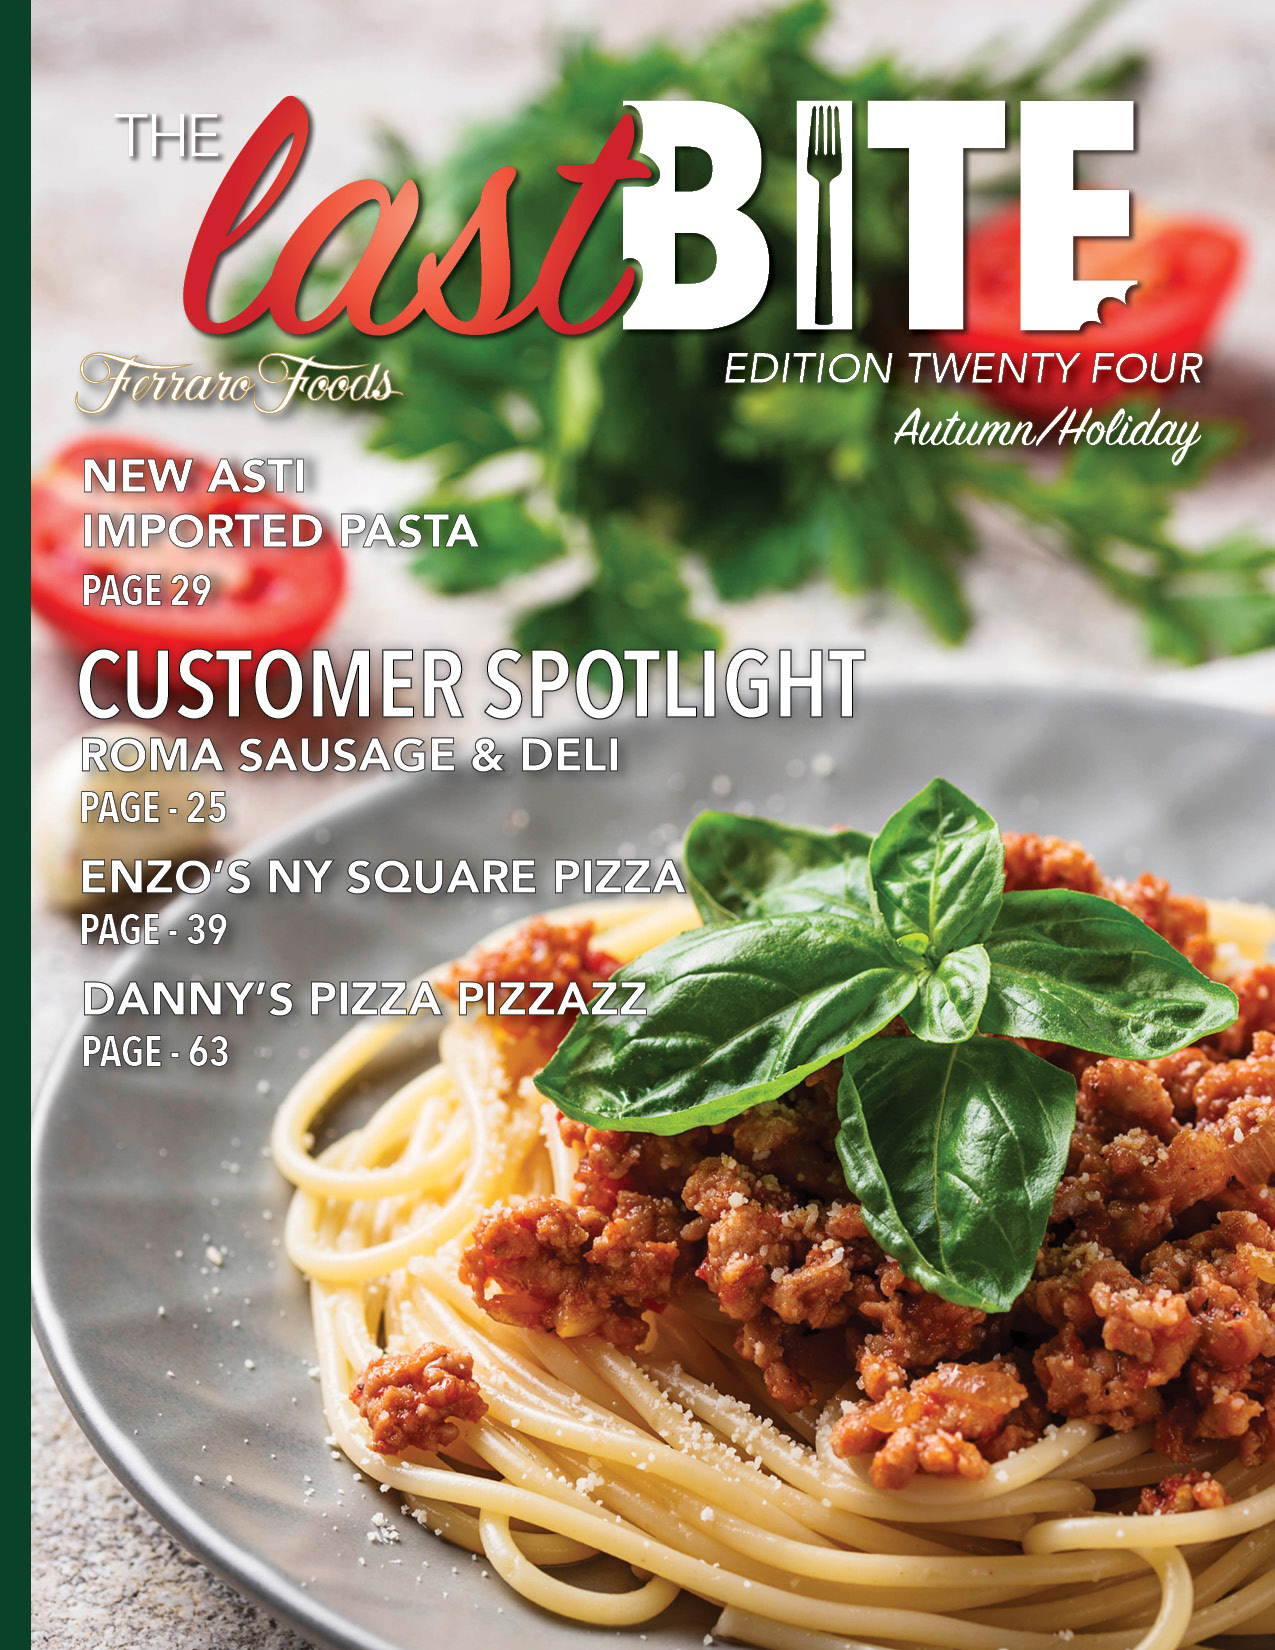 THE last BITE
Ferraro Foods
EDITION TWENTY FOUR
Autumn/Holiday
NEW ASTI
IMPORTED PASTA
PAGE 29
CUSTOMER SPOTLIGHT
ROMA SAUSAGE & DELI
PAGE - 25
ENZO’S NY SQUARE PIZZA
PAGE - 39
DANNY’S PIZZA PIZZAZZ
PAGE - 63